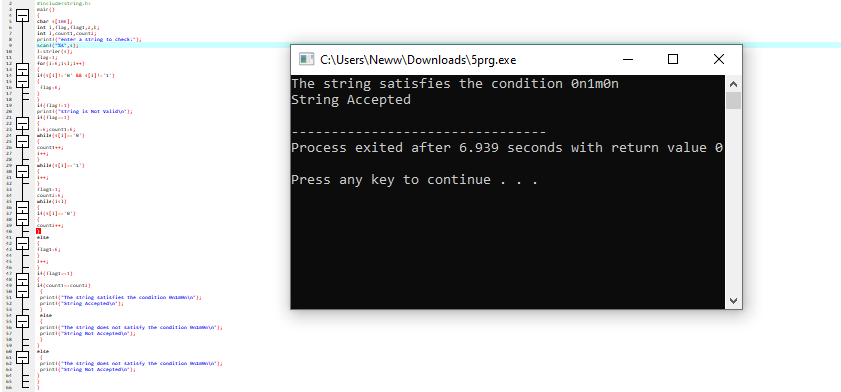 #include<string.h>
main()
{
char s[100];
int i,flag,flag1,z,l;
int l,count1,count2;
printf("enter a string to check:");
scanf("%s",s);
l=strlen(s);
flag=1;
for(i=0;i<l;i++)
{
if(s[i]!='0' && s[i]!='1')
{
flag=0;
}
}
if(flag!=1)
printf("string is Not Valid\n");
if(flag==1)
{
i=0;count1=0;
while(s[i]=='0')
{
count1++;
i++;
}
while(s[i]=='1')
{
i++;
}
flag1=1;
count2=0;
while(i<l)
{
if(s[i]=='0')
{
count2++;
}
else
{
flag1=0;
}
i++;
}
if(flag1==1)
{
if(count1==count2)
{
printf("The string satisfies the condition 0n1m0n\n");
printf("String Accepted\n");
}
else
{
printf("The string does not satisfy the condition 0n1m0n\n");
printf("String Not Accepted\n");
}
}
else
{
printf("The string does not satisfy the condition 0n1m0n\n");
printf("String Not Accepted\n");
}
}
}
C:\Users\Neww\Downloads\5prg.exe
The string satisfies the condition 0n1m0n
String Accepted
--------------------------------
Process exited after 6.939 seconds with return value 0
Press any key to continue . . .